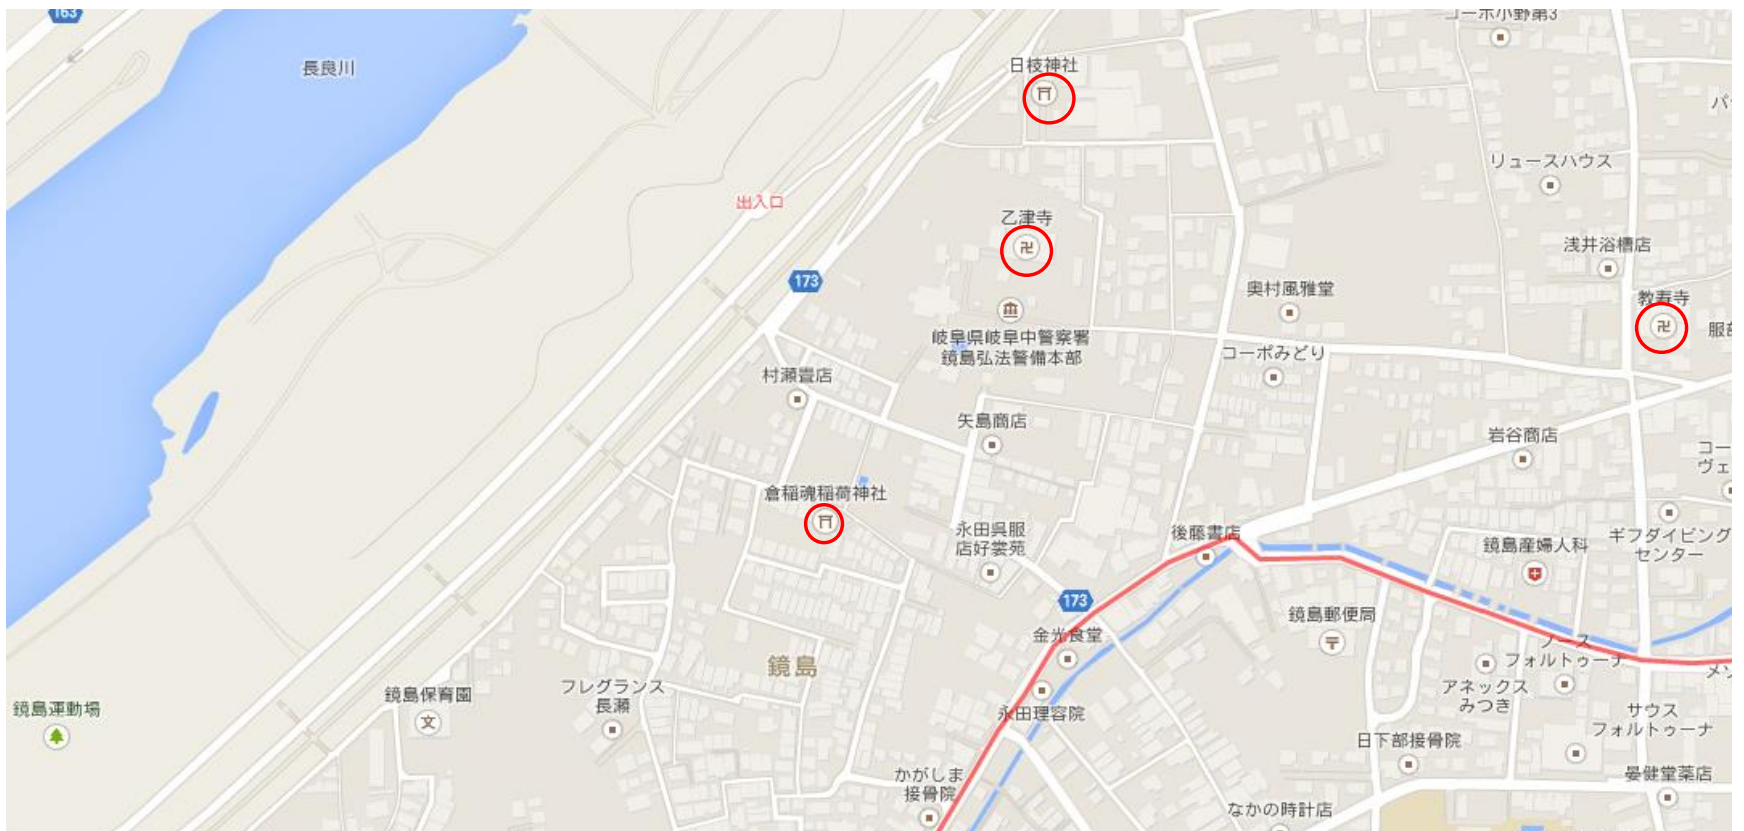 163
コーポ小野第3
長良川
日枝神社
パ
リュースハウス
出入口
乙津寺
浅井浴槽店
173
奥村風雅堂
教寿寺
岐阜県岐阜中警察署
鏡島弘法警備本部
服部
コーポみどり
村瀬畳店
矢島商店
岩谷商店
コー
ヴェ
倉稲魂稲荷神社
永田呉服
店好裳苑
後藤書店
鏡島産婦人科
ギフダイビング
センター
173
鏡島郵便局
金光食堂
ノース
フォルトゥーナ
鏡島
メゾ
鏡島保育園
フレグランス
長瀬
アネックス
みつき
鏡島運動場
永田理容院
サウス
フォルトゥーナ
日下部接骨院
かがしま
接骨院
晏健堂薬店
なかの時計店